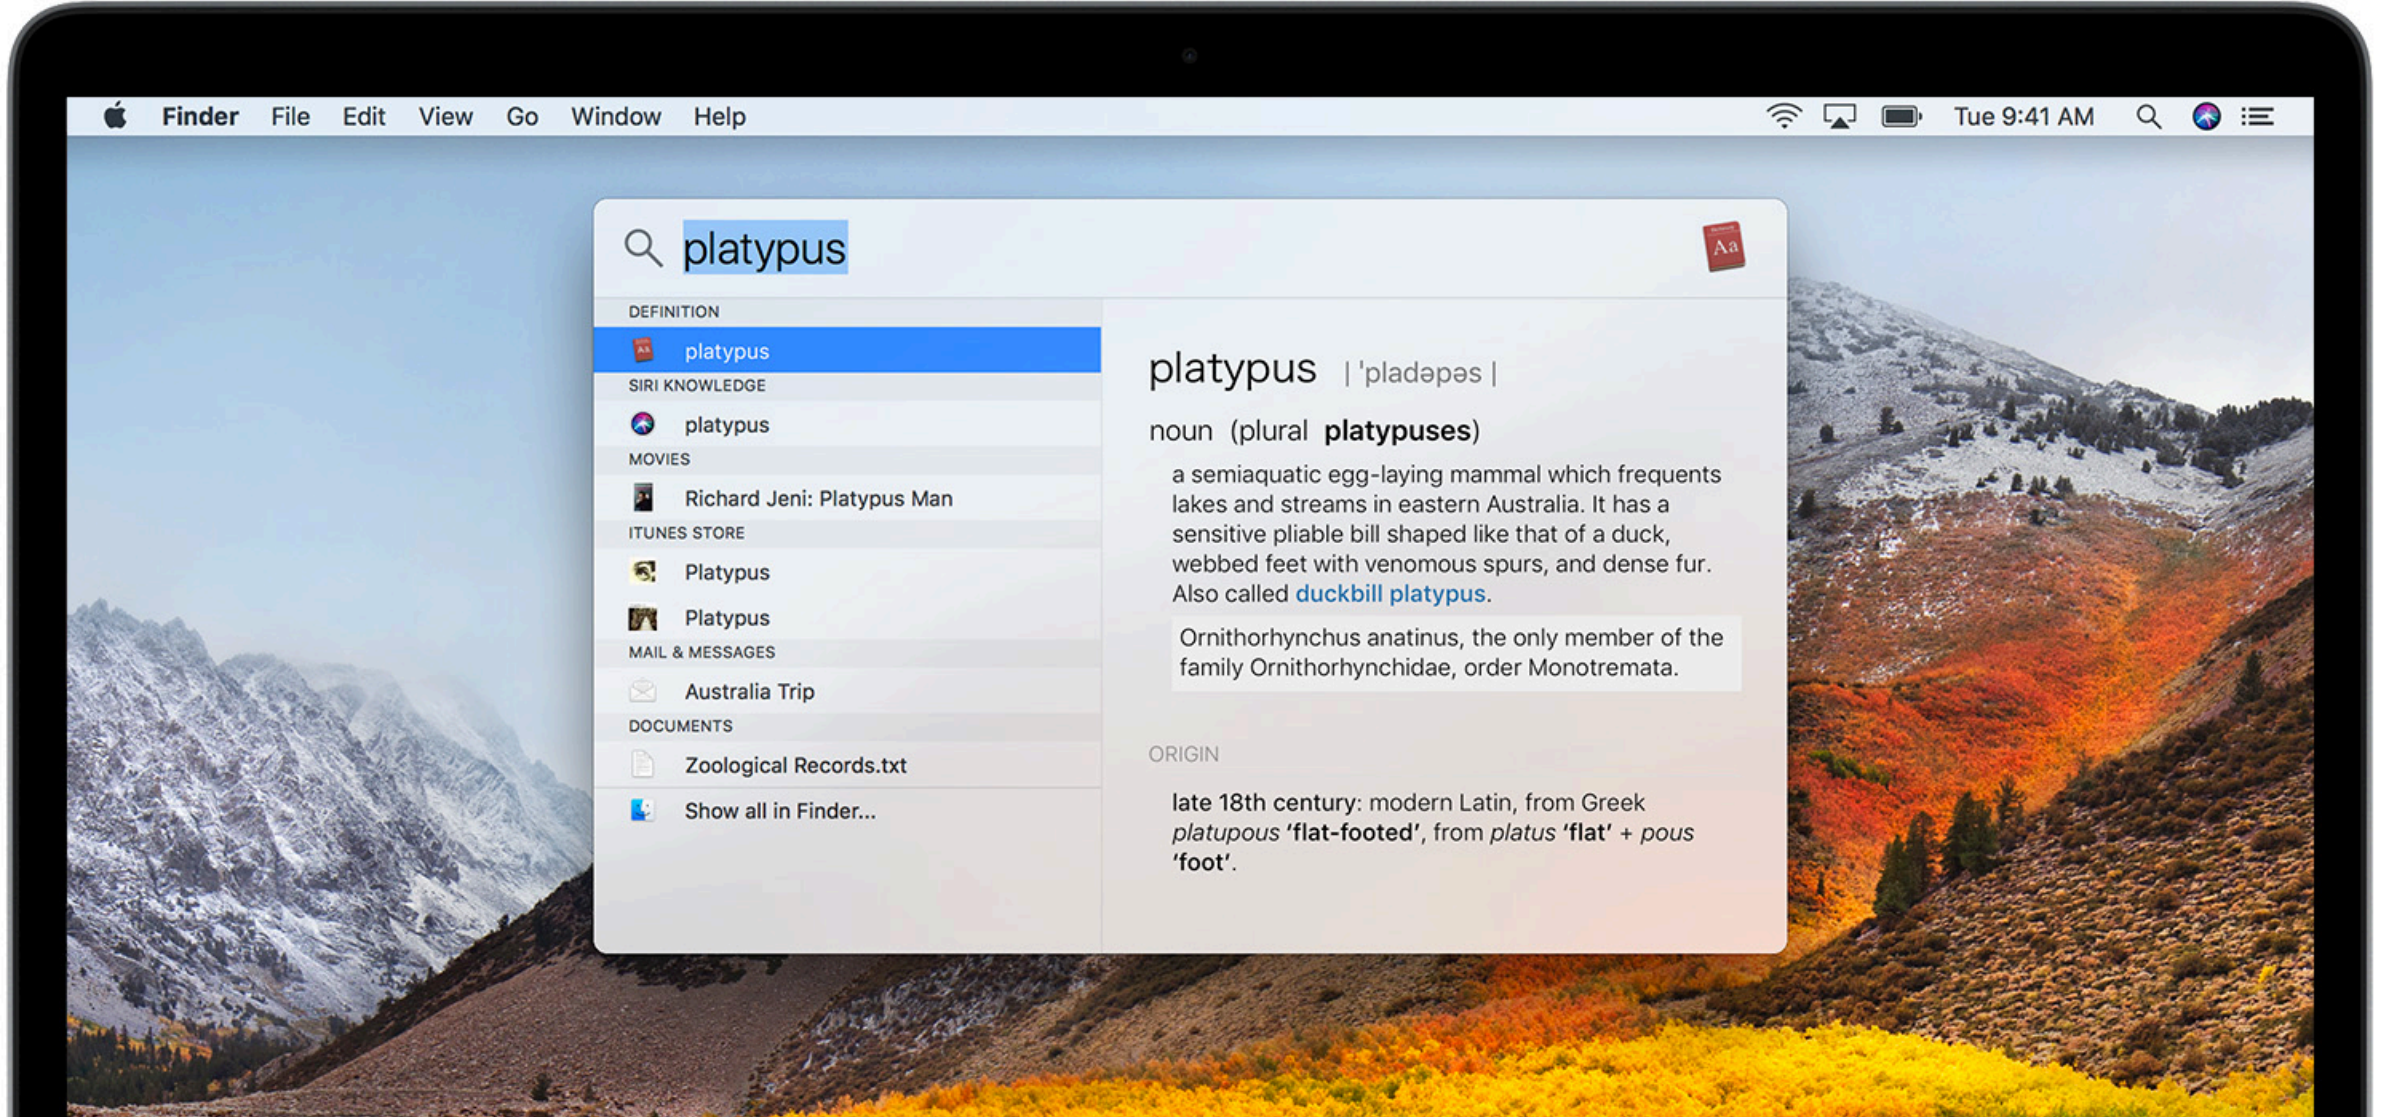 Finder File Edit View Go Window Help Tue 9:41 AM
platypus
Aa
DEFINITION
platypus
SIRI KNOWLEDGE
platypus
MOVIES
Richard Jeni: Platypus Man
ITUNES STORE
Platypus
Platypus
MAIL & MESSAGES
Australia Trip
DOCUMENTS
Zoological Records.txt
Show all in Finder...
platypus | ˈpladəpəs |
noun (plural platypuses)
a semiaquatic egg-laying mammal which frequents
lakes and streams in eastern Australia. It has a
sensitive pliable bill shaped like that of a duck,
webbed feet with venomous spurs, and dense fur.
Also called duckbill platypus.
Ornithorhynchus anatinus, the only member of the
family Ornithorhynchidae, order Monotremata.
ORIGIN
late 18th century: modern Latin, from Greek
platupous ‘flat-footed’, from platus ‘flat’ + pous
‘foot’.